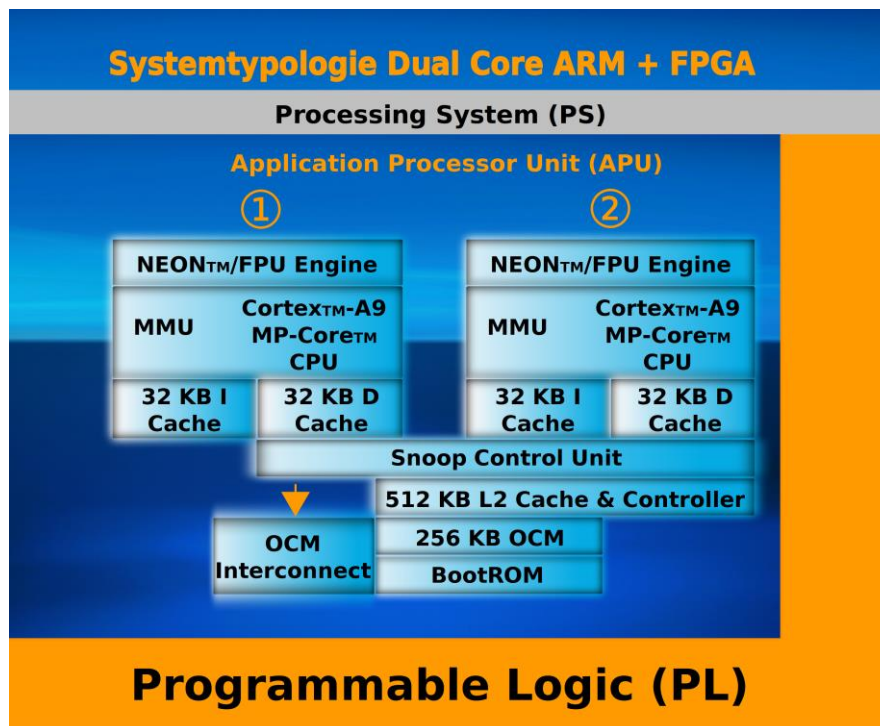 Systemtypologie Dual Core ARM + FPGA
Processing System (PS)
Application Processor Unit (APU)
① ②
NEON™/FPU Engine
MMU
Cortex™-A9
MP-Core™
CPU
32 KB I
Cache
32 KB D
Cache
NEON™/FPU Engine
MMU
Cortex™-A9
MP-Core™
CPU
32 KB I
Cache
32 KB D
Cache
Snoop Control Unit
512 KB L2 Cache & Controller
OCM
Interconnect
256 KB OCM
BootROM
Programmable Logic (PL)